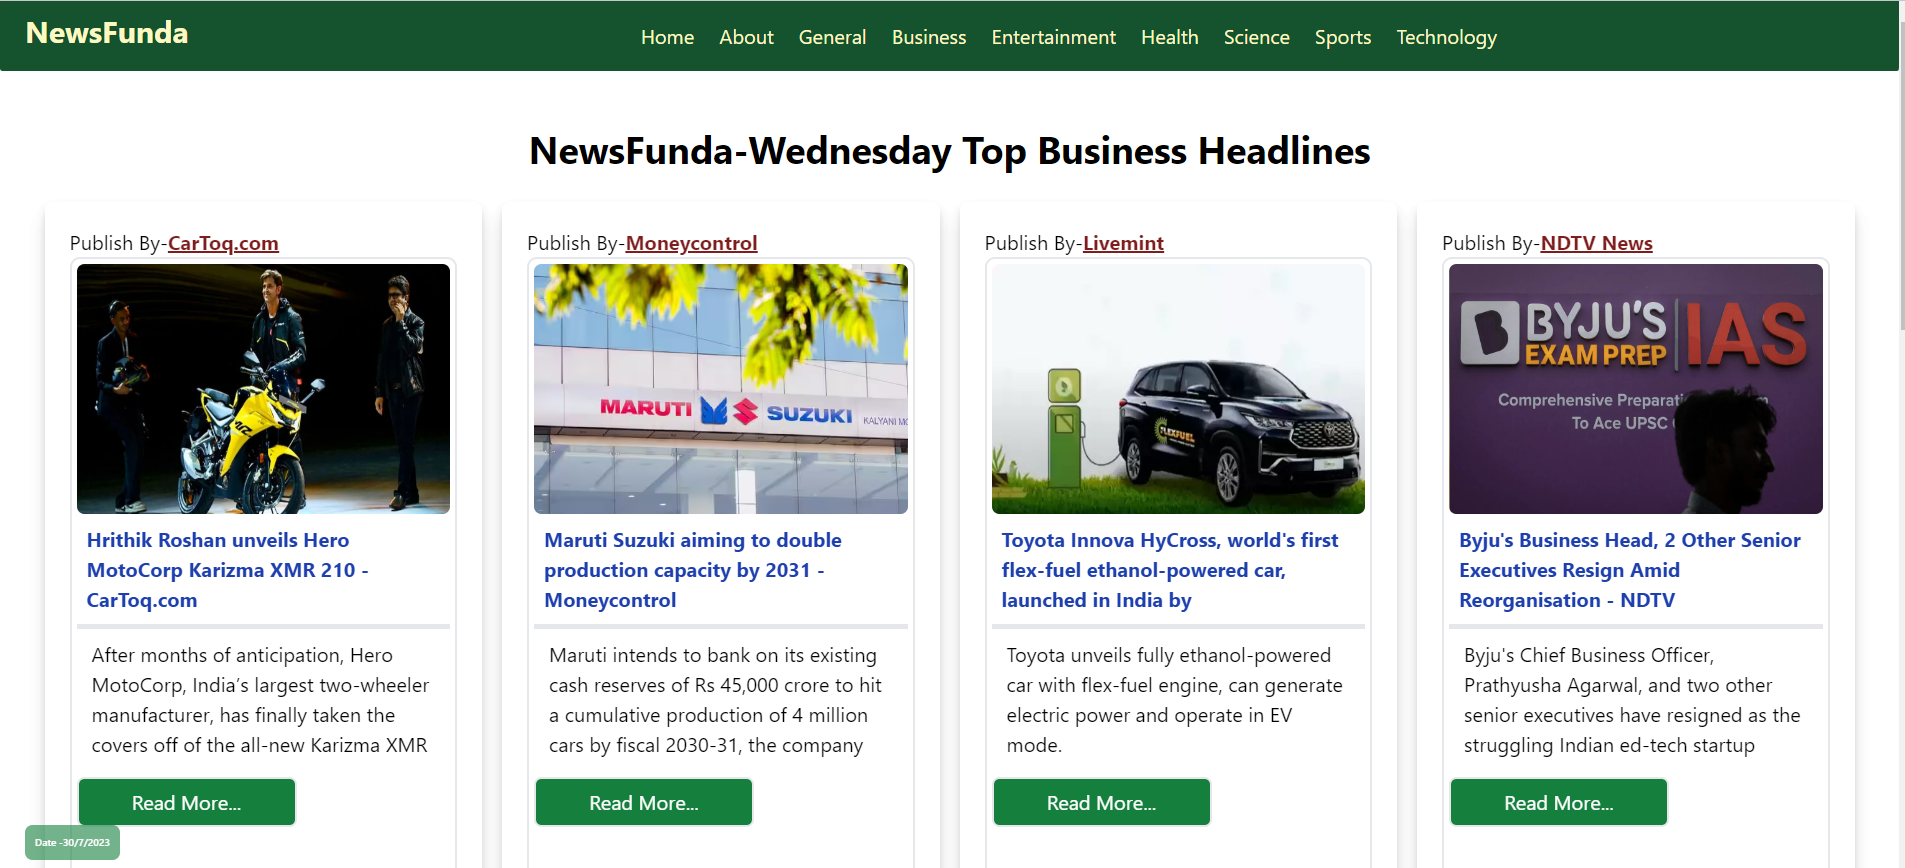 NewsFunda
Home About General Business Entertainment Health Science Sports Technology
NewsFunda-Wednesday Top Business Headlines
Publish By-CarToq.com
Hrithik Roshan unveils Hero
MotoCorp Karizma XMR 210 -
CarToq.com
After months of anticipation, Hero
MotoCorp, India’s largest two-wheeler
manufacturer, has finally taken the
covers off of the all-new Karizma XMR
Read More...
Publish By-Moneycontrol
MARUTI SUZUKI KALYANI
Maruti Suzuki aiming to double
production capacity by 2031 -
Moneycontrol
Maruti intends to bank on its existing
cash reserves of Rs 45,000 crore to hit
a cumulative production of 4 million
cars by fiscal 2030-31, the company
Read More...
Publish By-Livemint
FLEXFUEL
Toyota Innova HyCross, world's first
flex-fuel ethanol-powered car,
launched in India by
Toyota unveils fully ethanol-powered
car with flex-fuel engine, can generate
electric power and operate in EV
mode.
Read More...
Publish By-NDTV News
BYJU'S IAS
EXAM PREP
Comprehensive
To Ace UPSC
Byju's Business Head, 2 Other Senior
Executives Resign Amid
Reorganisation - NDTV
Byju's Chief Business Officer,
Prathyusha Agarwal, and two other
senior executives have resigned as the
struggling Indian ed-tech startup
Read More...
Date -30/7/2023